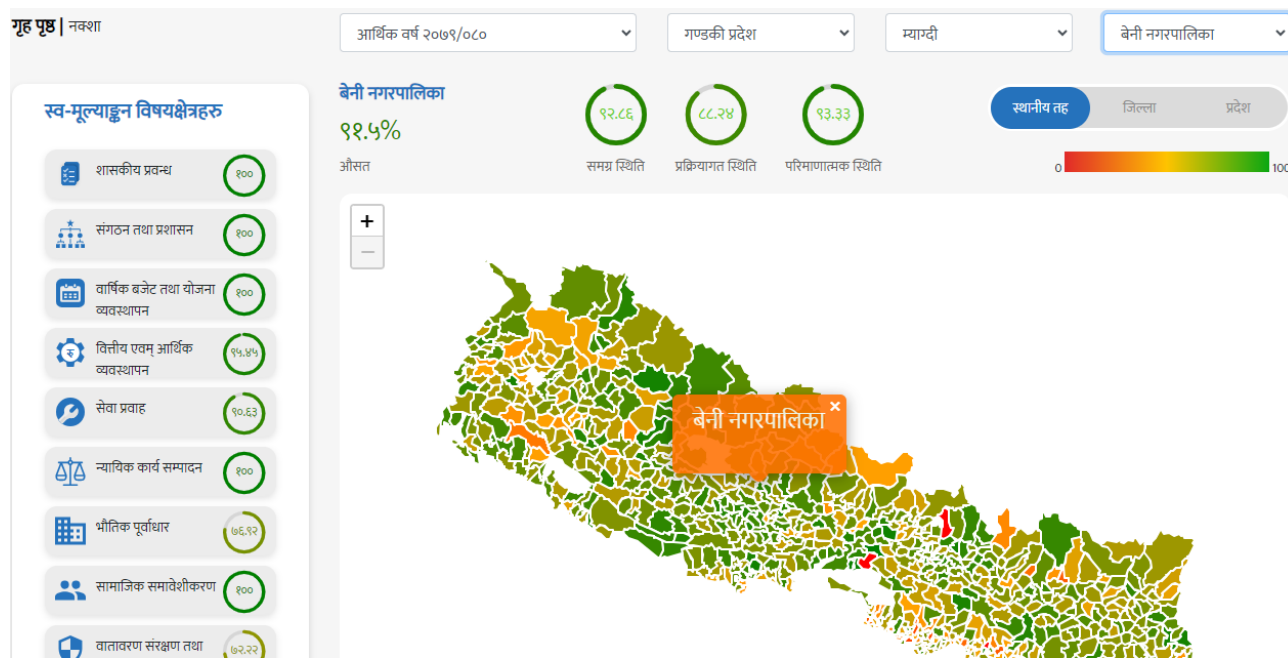 गृह पृष्ठ | नक्शा
आर्थिक वर्ष २०७९/०८०
गण्डकी प्रदेश
म्याग्दी
बेनी नगरपालिका
स्व-मूल्याङ्कन विषयक्षेत्रहरु
शासकीय प्रवन्ध
१००
संगठन तथा प्रशासन
१००
वार्षिक बजेट तथा योजना
व्यवस्थापन
१००
वित्तीय एवम् आर्थिक
व्यवस्थापन
९५.४५
सेवा प्रवाह
९०.६३
न्यायिक कार्य सम्पादन
१००
भौतिक पूर्वाधार
७६.९२
सामाजिक समावेशीकरण
१००
वातावरण संरक्षण तथा
७२.२२
बेनी नगरपालिका
९१.५%
औसत
९२.८६
समग्र स्थिति
८८.२४
प्रक्रियागत स्थिति
९३.३३
परिमाणात्मक स्थिति
स्थानीय तह
जिल्ला
प्रदेश
0
100
+
−
बेनी नगरपालिका
×